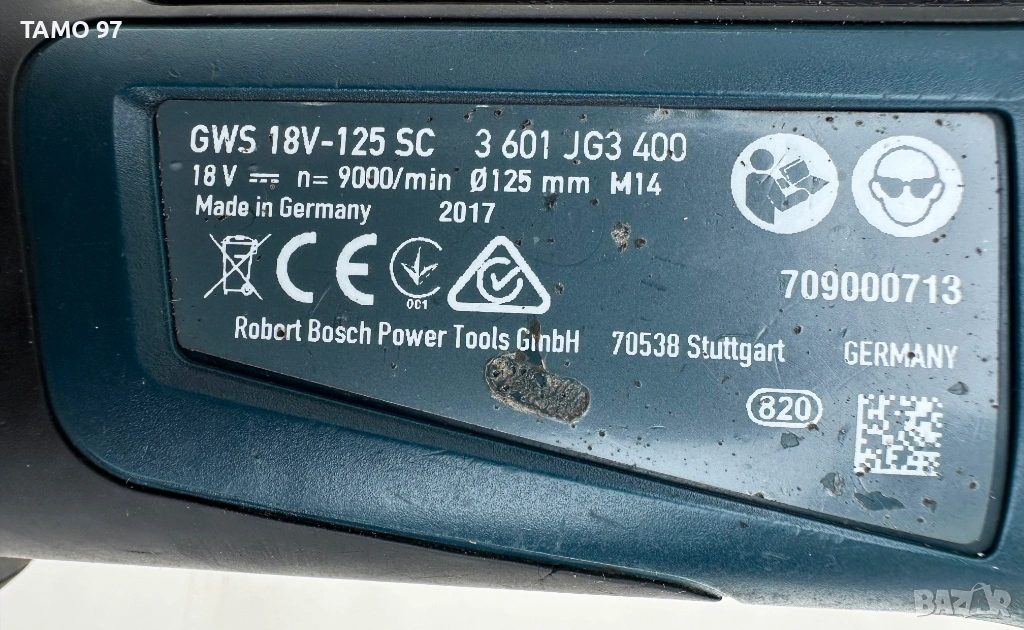 TAMO 97
GWS 18V-125 SC 3 601 JG3 400
18 V n= 9000/min Ø125 mm M14
Made in Germany 2017
CE
001
709000713
Robert Bosch Power Tools GmbH 70538 Stuttgart GERMANY
820
BAZAR